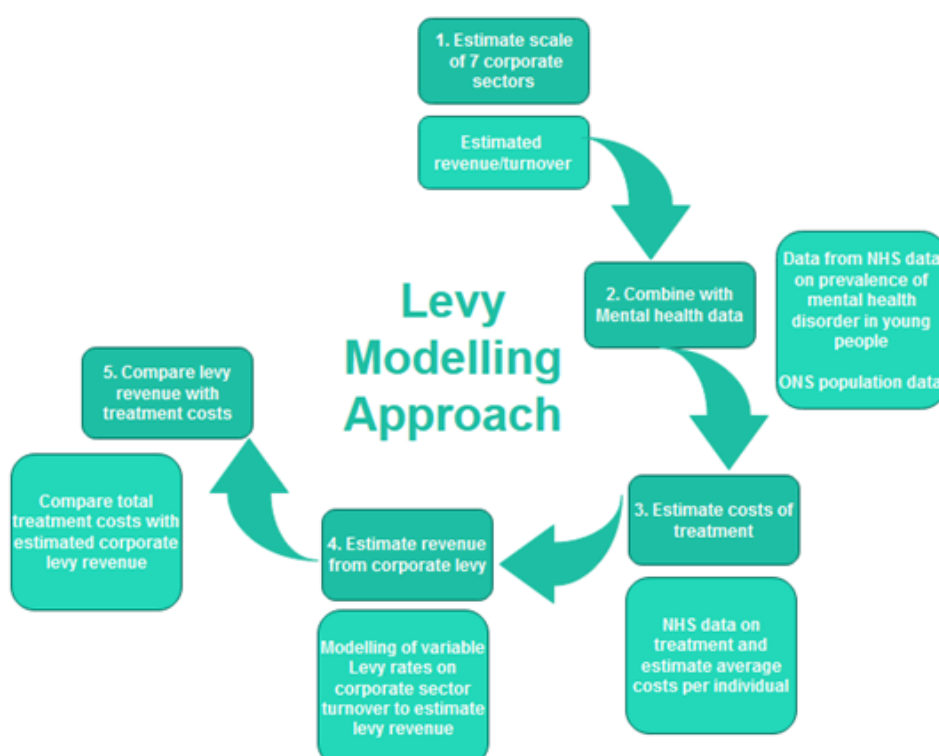 1. Estimate scale
of 7 corporate
sectors
Estimated
revenue/turnover
2. Combine with
Mental health data
Data from NHS data
on prevalence of
mental health
disorder in young
people
ONS population data
Levy
Modelling
Approach
3. Estimate costs of
treatment
NHS data on
treatment and
estimate average
costs per individual
4. Estimate revenue
from corporate levy
Modelling of variable
Levy rates on
corporate sector
turnover to estimate
levy revenue
5. Compare levy
revenue with
treatment costs
Compare total
treatment costs with
estimated corporate
levy revenue